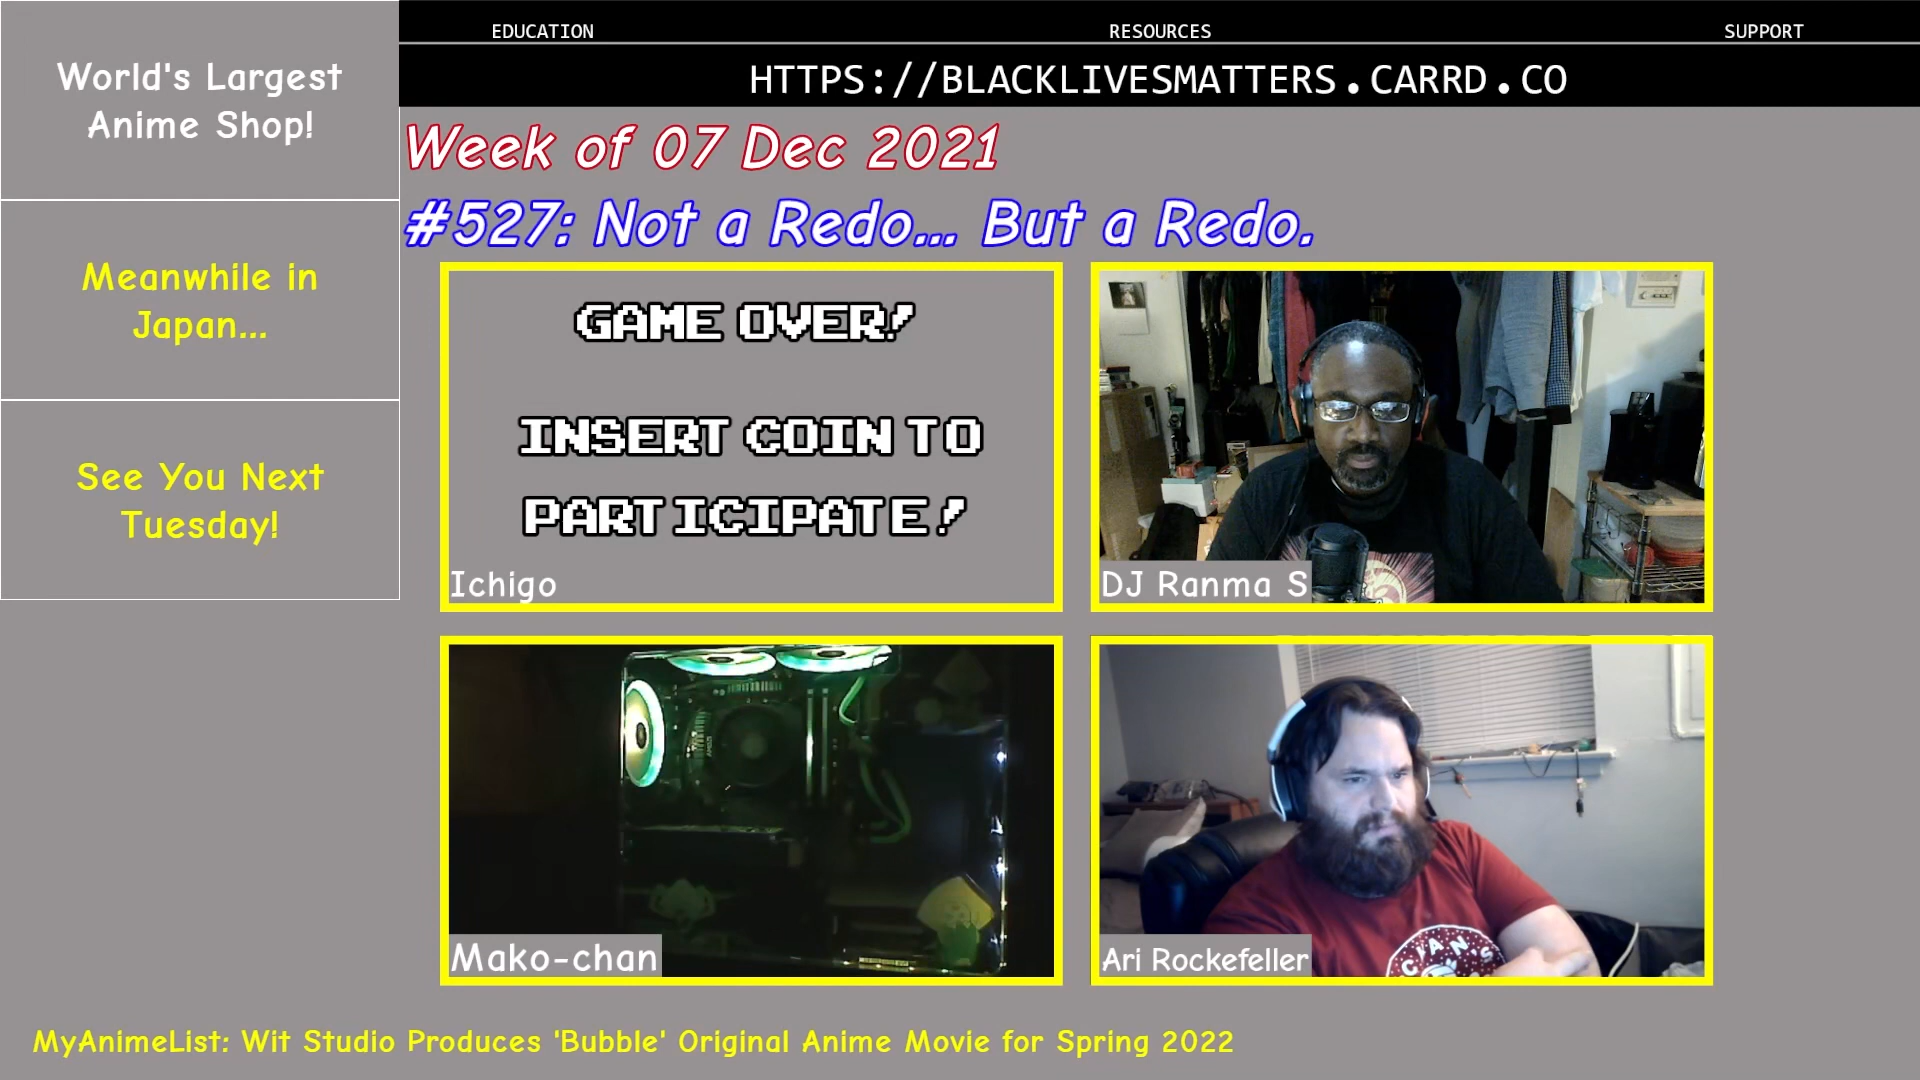 EDUCATION RESOURCES SUPPORT
HTTPS://BLACKLIVESMATTERS.CARRD.CO
World's Largest
Anime Shop!
Meanwhile in
Japan...
See You Next
Tuesday!
Week of 07 Dec 2021
#527: Not a Redo... But a Redo.
GAME OVER!
INSERT COIN TO
PARTICIPATE!
Ichigo
DJ Ranma S
Mako-chan
CIAN'S
Ari Rockefeller
MyAnimeList: Wit Studio Produces 'Bubble' Original Anime Movie for Spring 2022